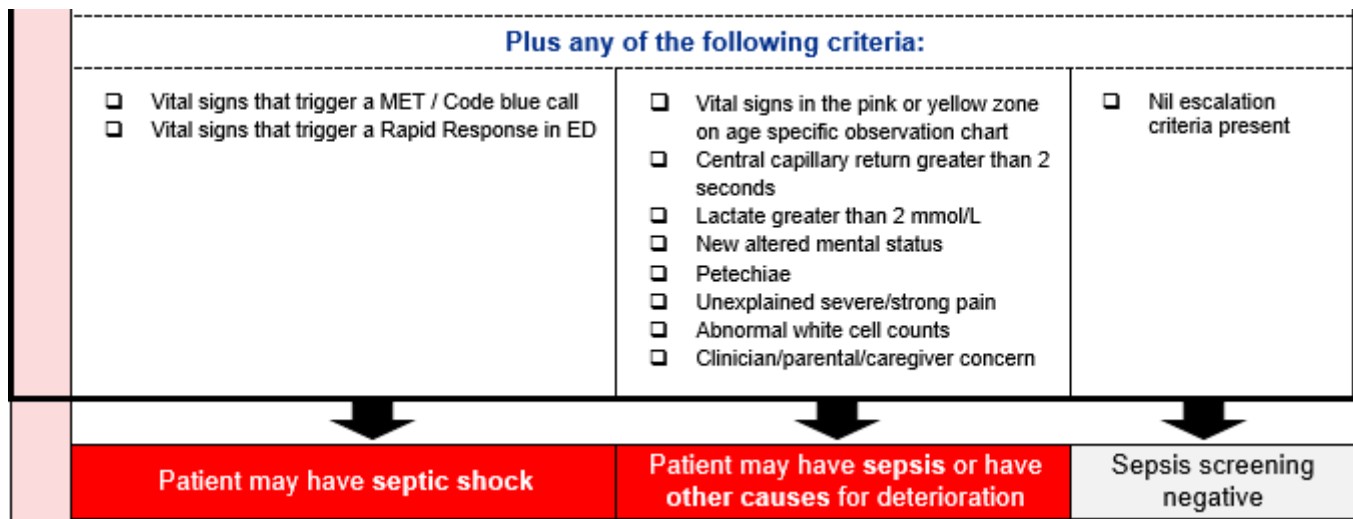 Plus any of the following criteria:
❑ Vital signs that trigger a MET / Code blue call
❑ Vital signs that trigger a Rapid Response in ED
❑ Vital signs in the pink or yellow zone
on age specific observation chart
❑ Central capillary return greater than 2
seconds
❑ Lactate greater than 2 mmol/L
❑ New altered mental status
❑ Petechiae
❑ Unexplained severe/strong pain
❑ Abnormal white cell counts
❑ Clinician/parental/caregiver concern
❑ Nil escalation
criteria present
Patient may have septic shock
Patient may have sepsis or have
other causes for deterioration
Sepsis screening
negative